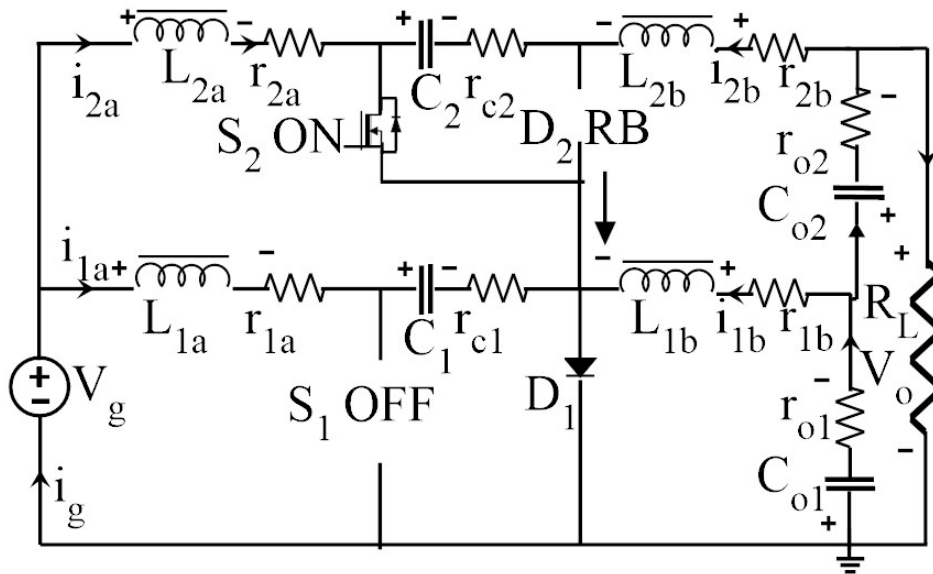 + - + - - +
i2a L2a r2a C2 rc2 L2b i2b r2b -
S2 ON D2 RB ro2
Co2 +
i1a + - + - - + +
L1a r1a C1 rc1 L1b i1b r1b RL
+ - Vg S1 OFF D1 - ro1 Vo -
ig Co1 +